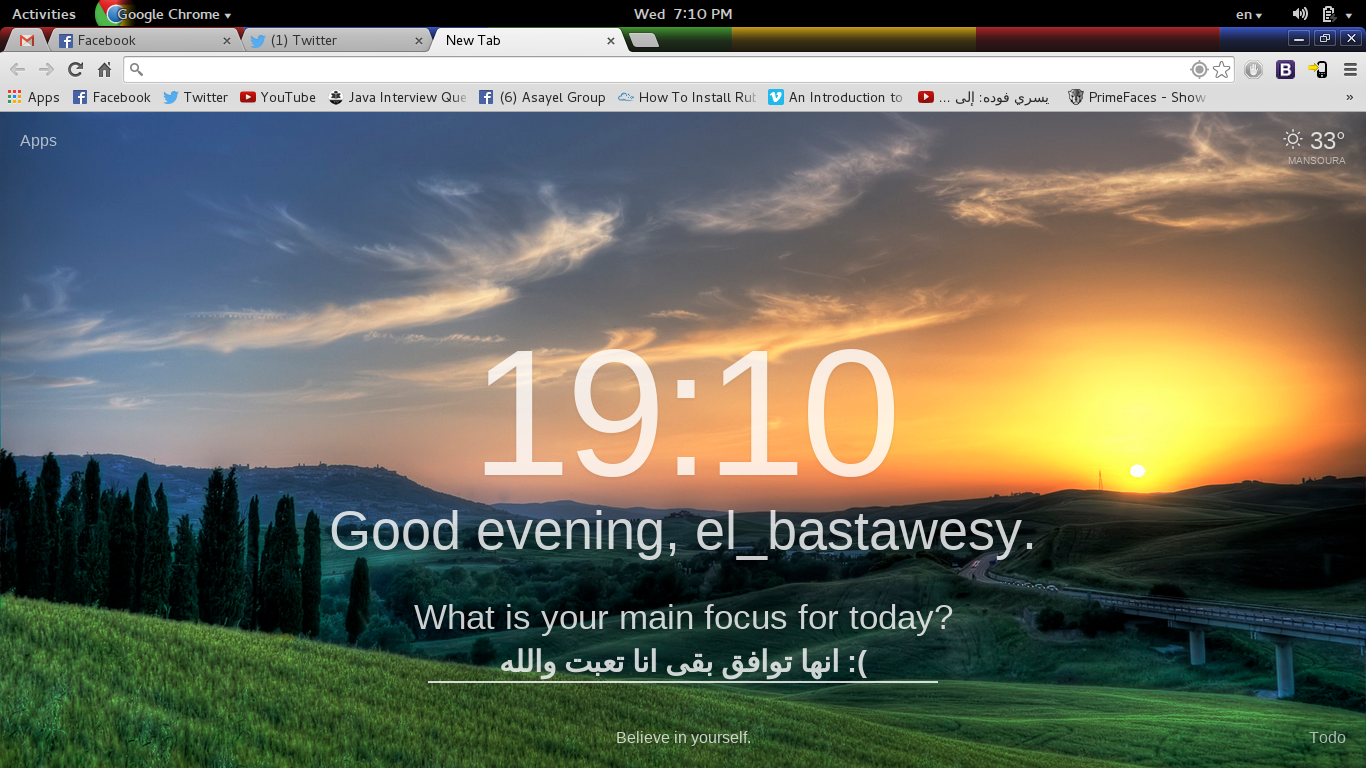 Activities Google Chrome Wed 7:10 PM en
Facebook (1) Twitter New Tab
Apps Facebook Twitter YouTube Java Interview Que (6) Asayel Group How To Install Rub An Introduction to يسري فوده: إلى ... PrimeFaces - Show »
Apps
33°
MANSOURA
19:10
Good evening, el_bastawesy.
What is your main focus for today?
انها توافق بقى انا تعبت والله :(
Believe in yourself.
Todo